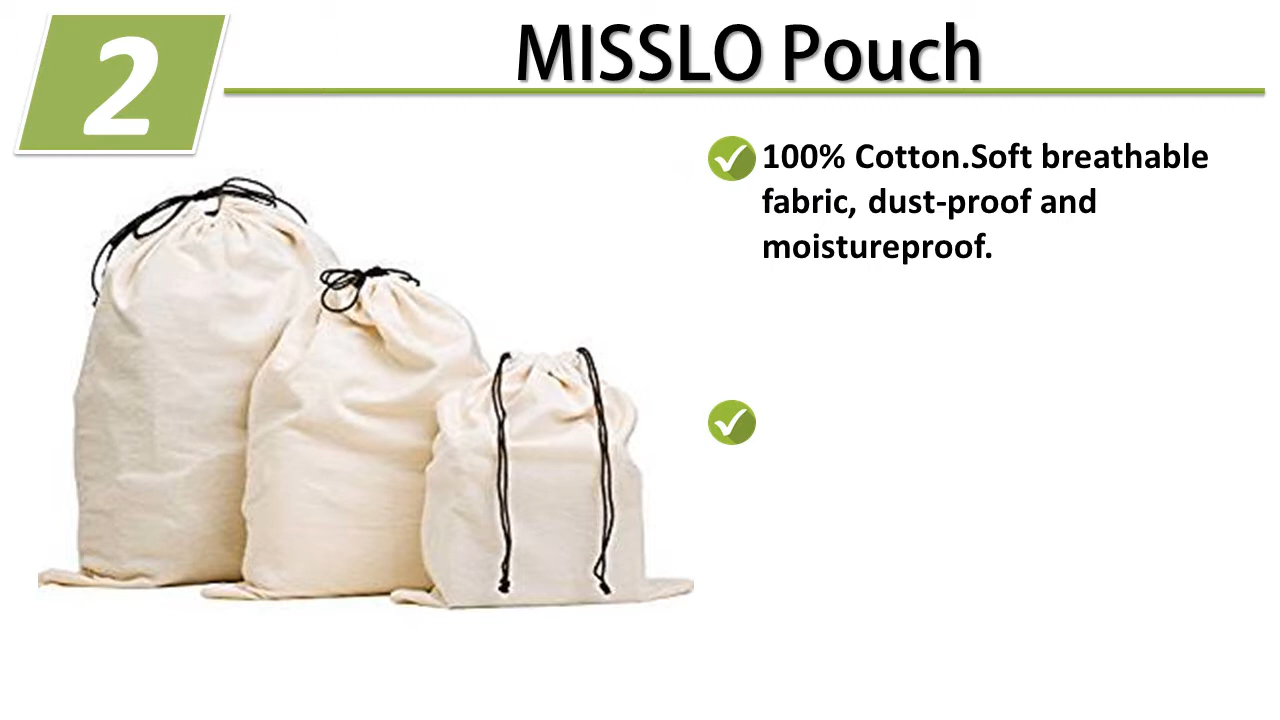 2
MISSLO Pouch
100% Cotton.Soft breathable
fabric, dust-proof and
moistureproof.